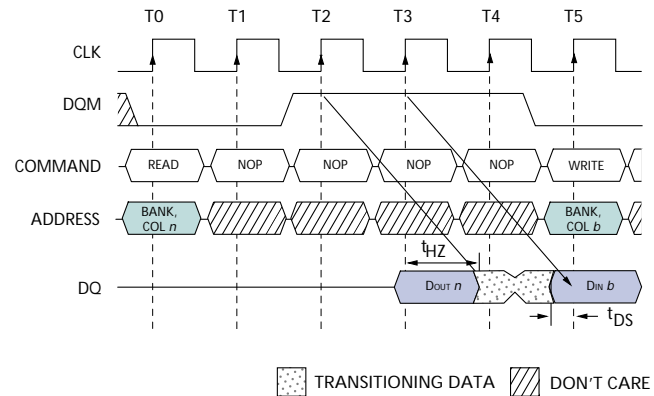 T0 T1 T2 T3 T4 T5
CLK
DQM
COMMAND READ NOP NOP NOP NOP WRITE
ADDRESS BANK, COL n BANK, COL b
tHZ
DQ DOUT n DIN b
tDS
TRANSITIONING DATA DON'T CARE